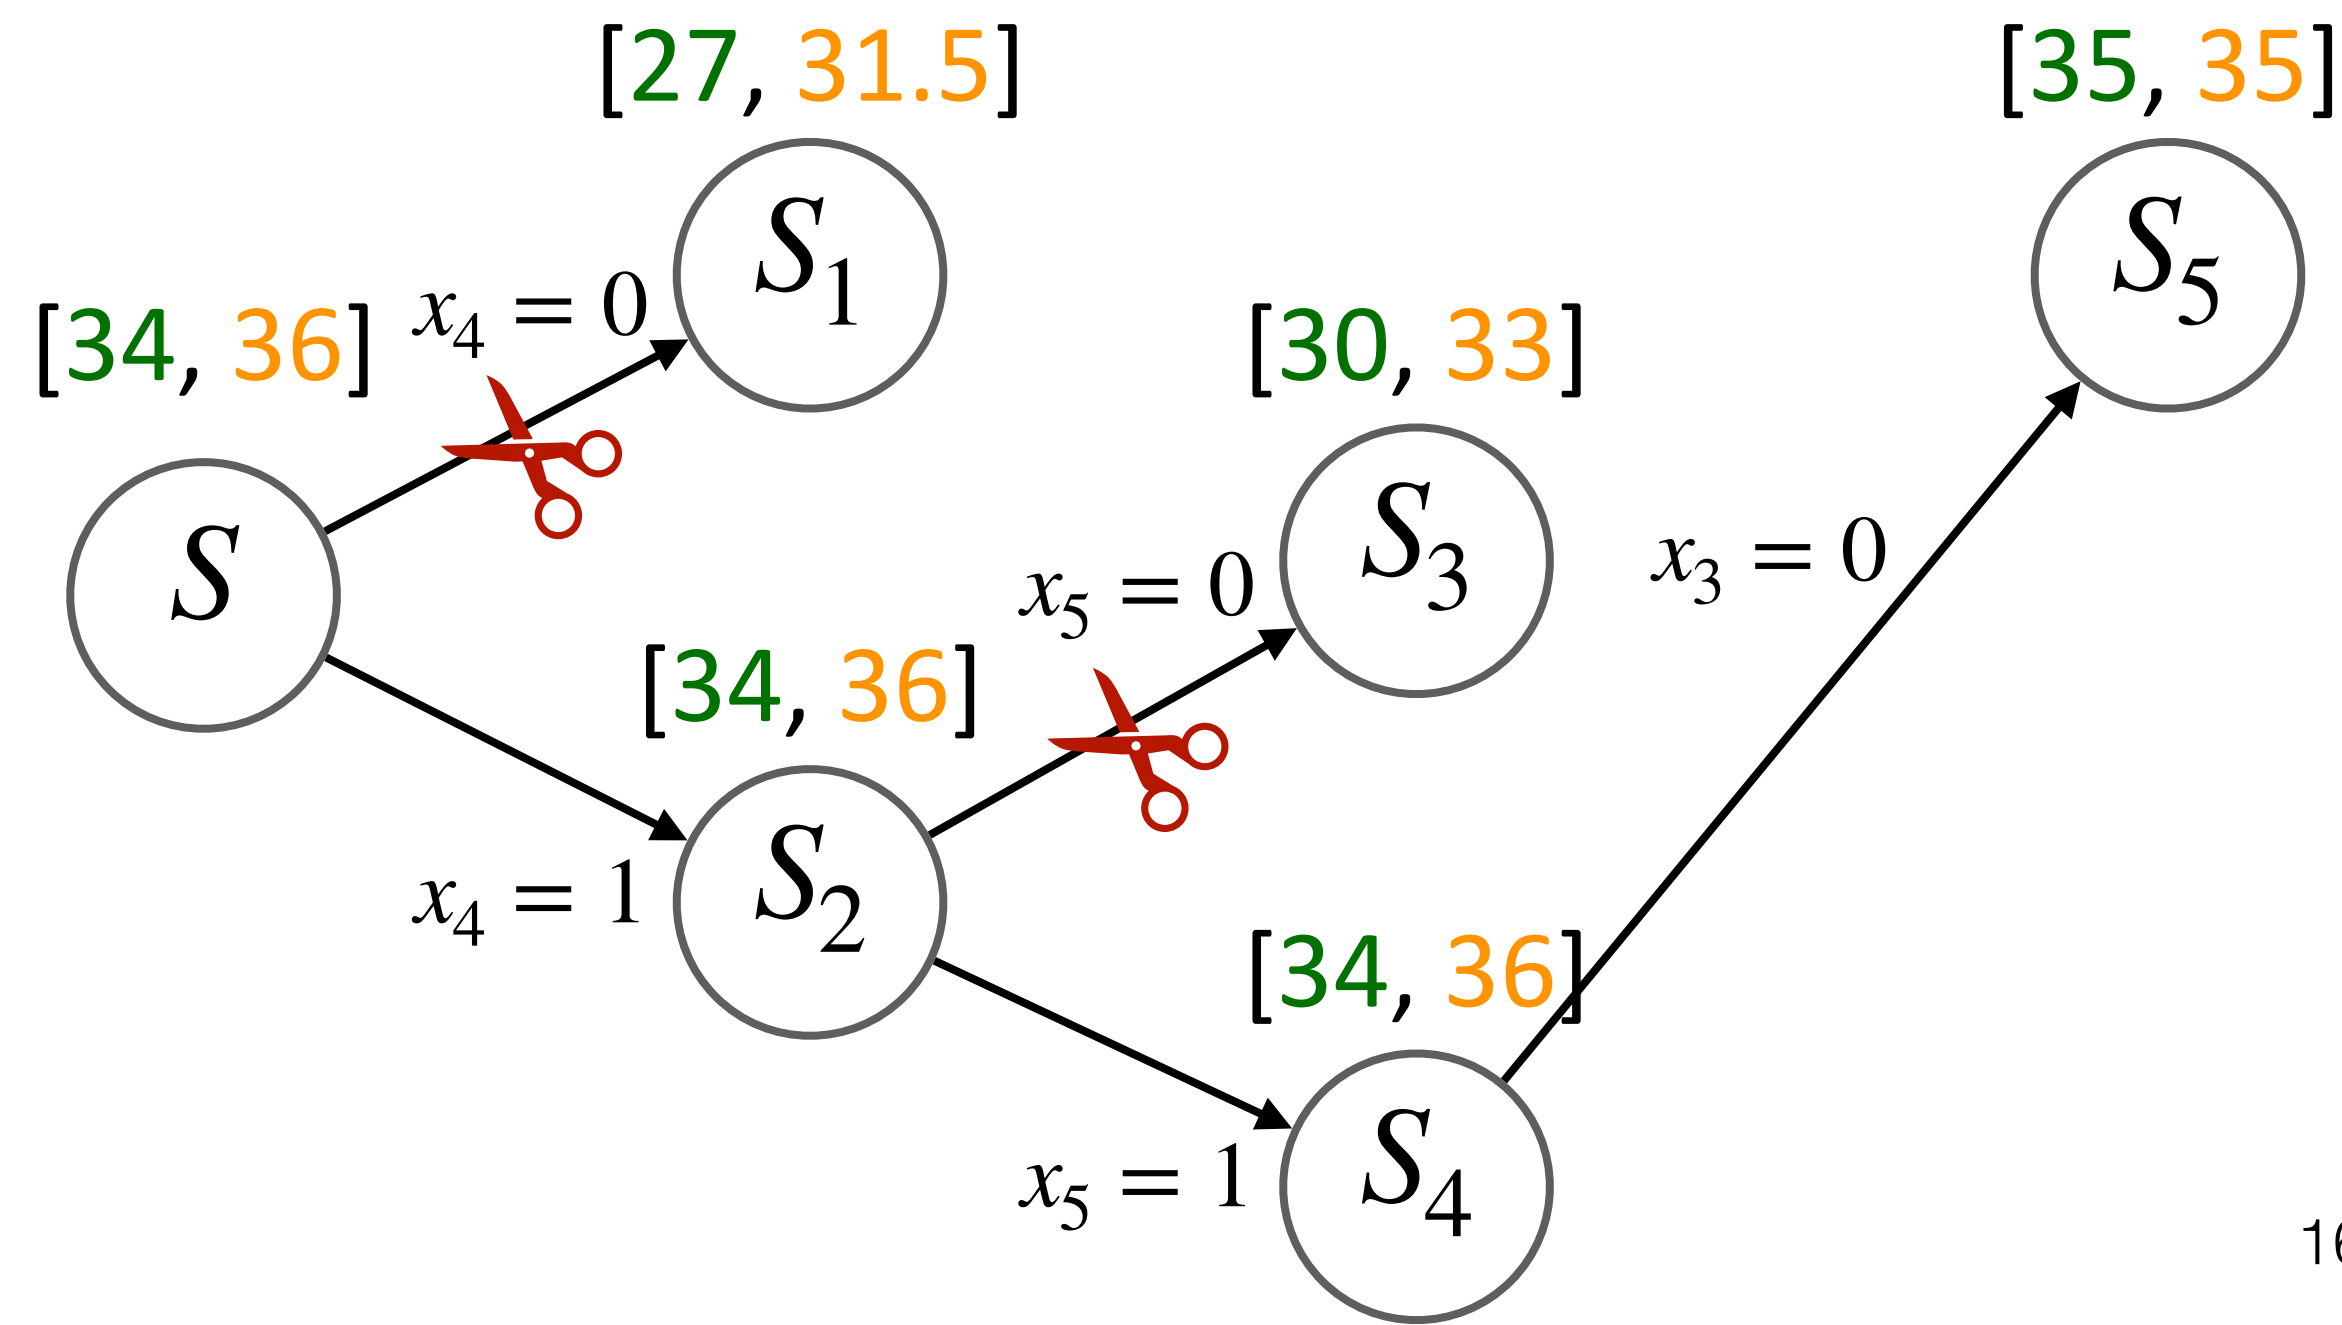 [27, 31.5]
[35, 35]
S₁
S₅
x₄ = 0
[34, 36]
[30, 33]
S
S₃
x₅ = 0
x₃ = 0
[34, 36]
S₂
x₄ = 1
[34, 36]
S₄
x₅ = 1
16